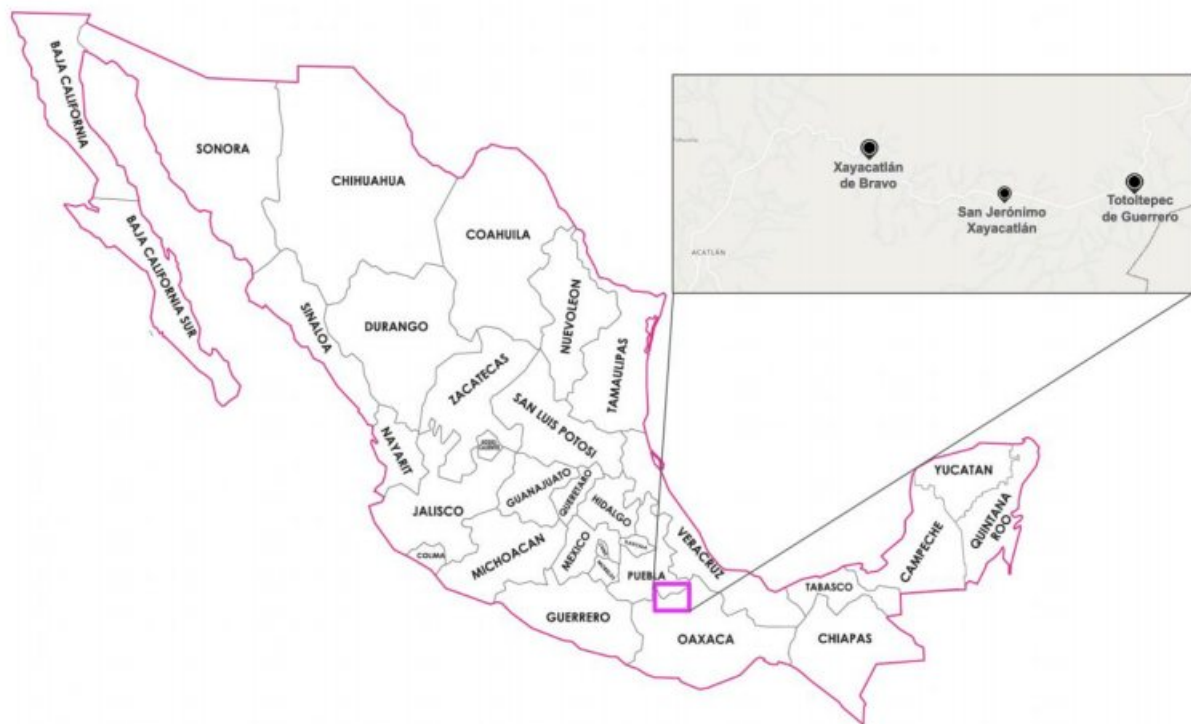 BAJA CALIFORNIA
SONORA
CHIHUAHUA
COAHUILA
BAJA CALIFORNIA SUR
SINALOA
DURANGO
NUEVOLEON
TAMAULIPAS
ZACATECAS
SAN LUIS POTOSI
NAYARIT
JALISCO
GUANAJUATO
QUERETARO
HIDALGO
COLIMA
MICHOACAN
MEXICO
MORELOS
PUEBLA
VERACRUZ
GUERRERO
OAXACA
TABASCO
CHIAPAS
CAMPECHE
YUCATAN
QUINTANA
ROO
Xayacatlán
de Bravo
San Jerónimo
Xayacatlán
Totoltepec
de Guerrero
ACATLÁN